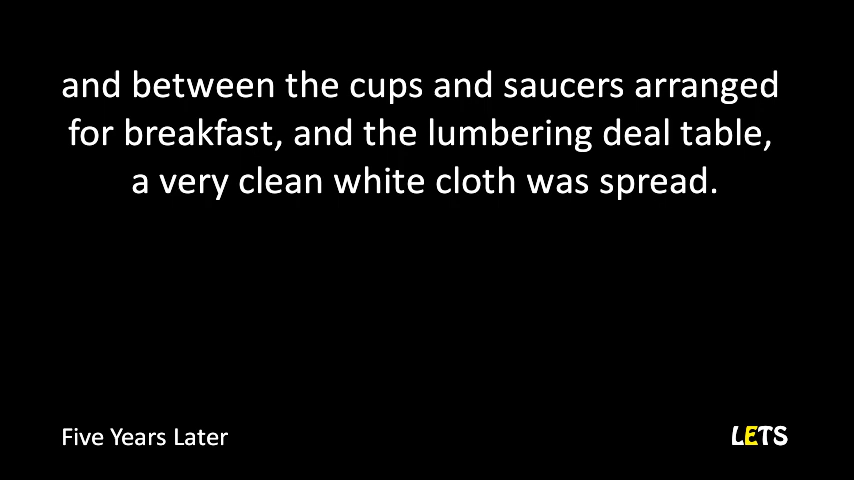 and between the cups and saucers arranged
for breakfast, and the lumbering deal table,
a very clean white cloth was spread.
Five Years Later
LETS